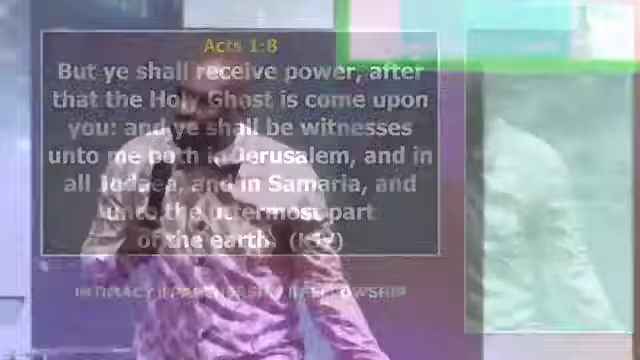 Acts 1:8
But ye shall receive power, after
that the Holy Ghost is come upon
you: and ye shall be witnesses
unto me both in Jerusalem, and in
all Judaea, and in Samaria, and
unto the uttermost part
of the earth. (KJV)
INTIMACY FELLOWSHIP